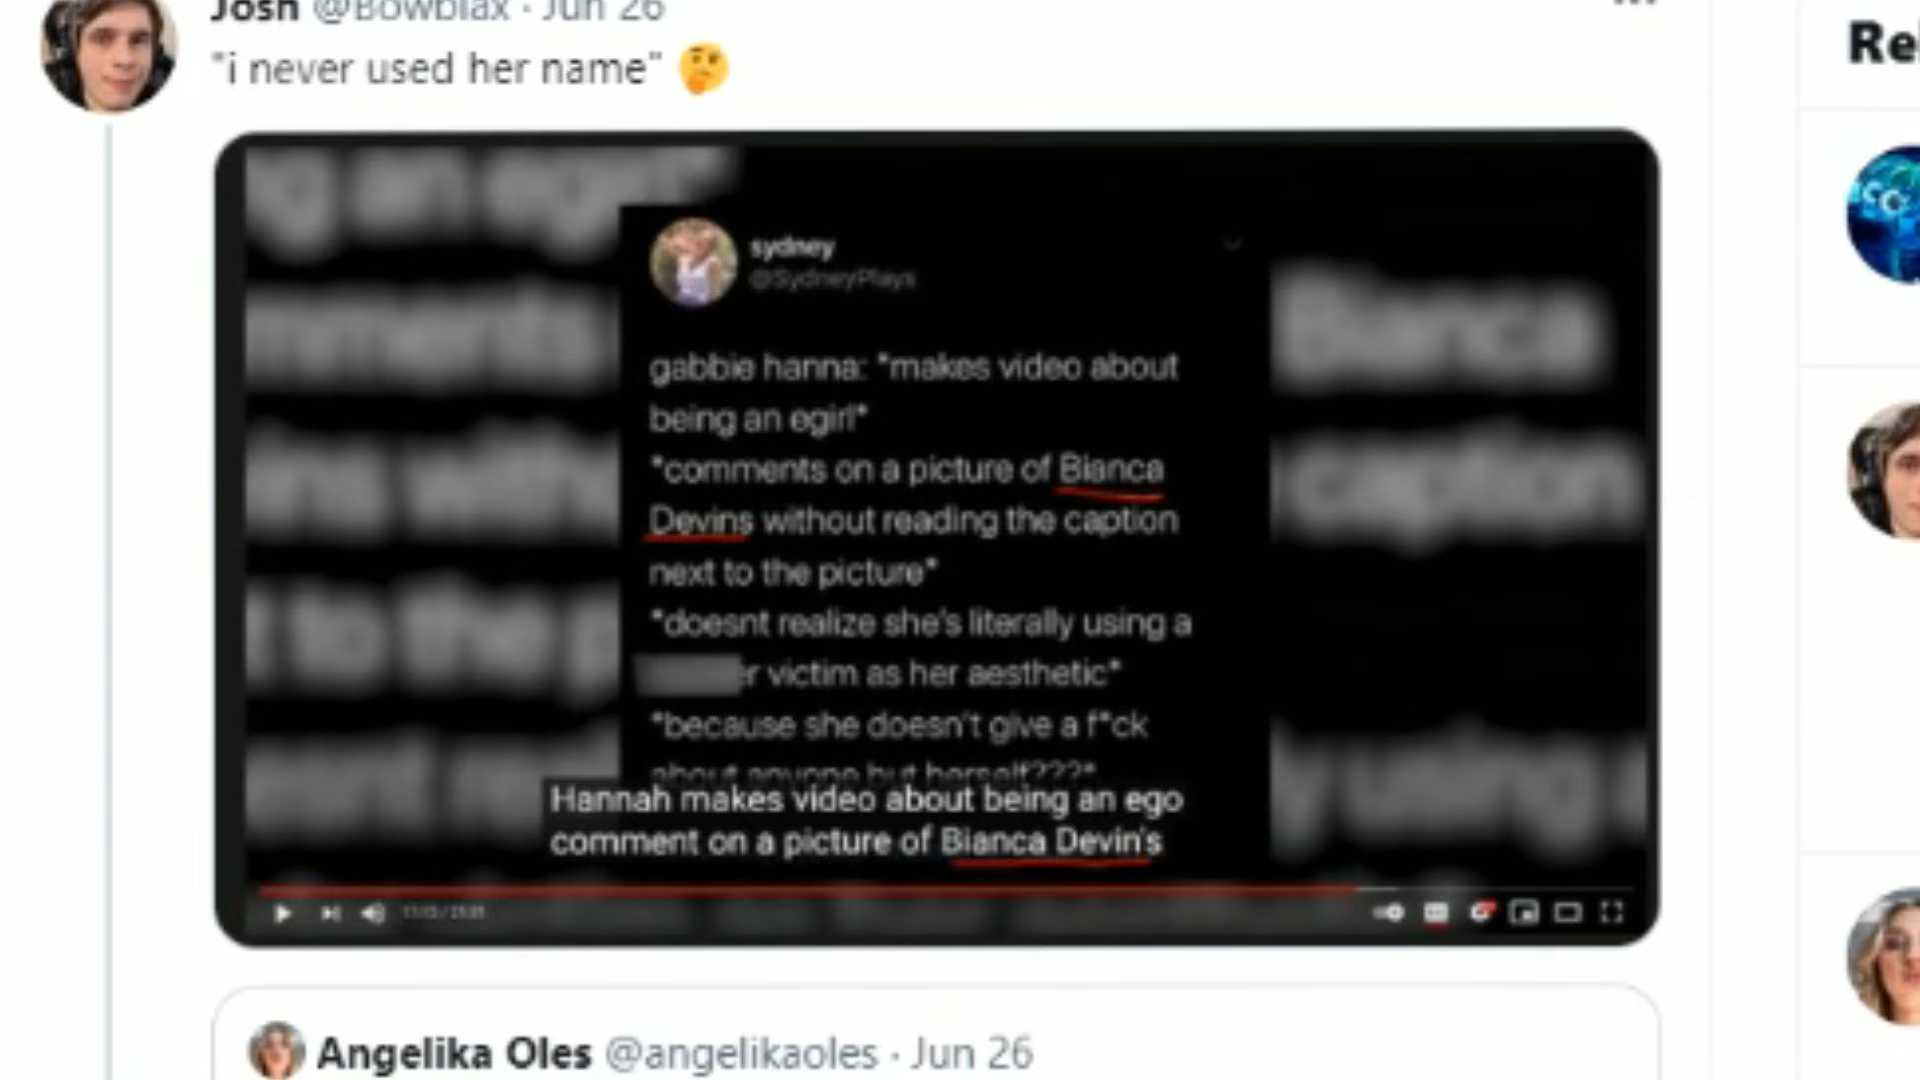 Josh @Bowblax · Jun 26
"i never used her name" 🤔
Rel
sydney
@SydneyPlays
gabbie hanna: *makes video about
being an egirl*
*comments on a picture of Bianca
Devins without reading the caption
next to the picture*
*doesnt realize she's literally using a
er victim as her aesthetic*
*because she doesn't give a f*ck
about anyone but herself???*
Hannah makes video about being an ego
comment on a picture of Bianca Devin's
Bianca
caption
Angelika Oles @angelikaoles · Jun 26